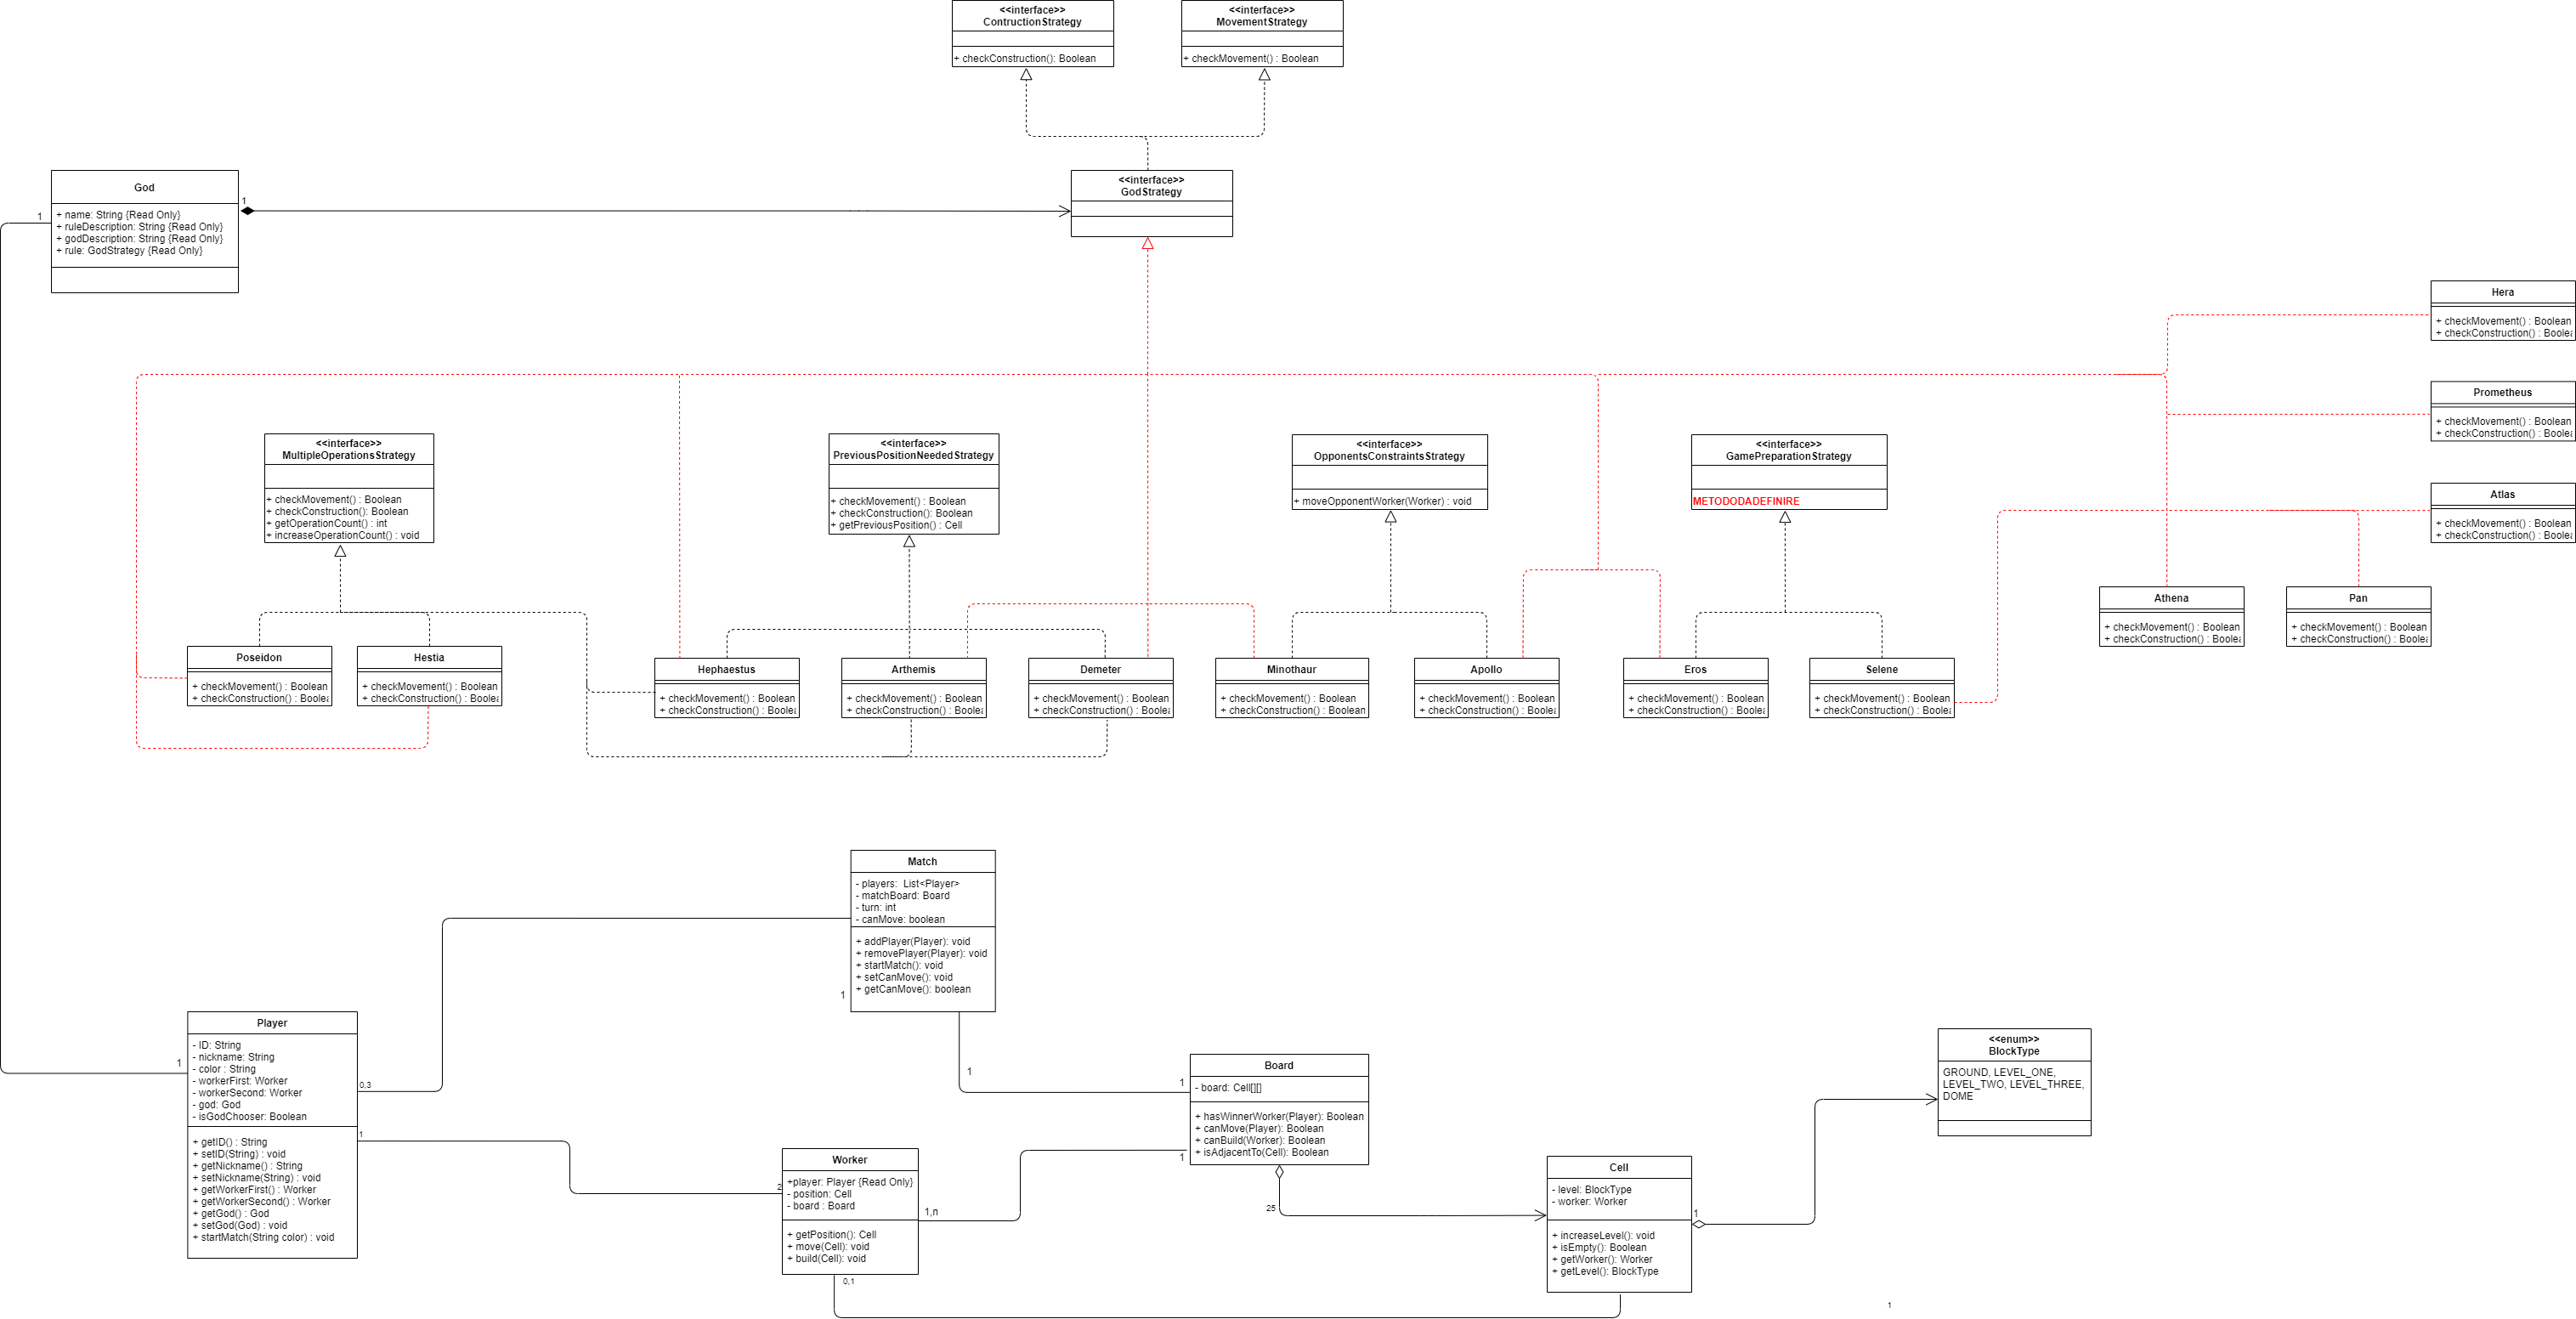 <<interface>>
ContructionStrategy
+ checkConstruction(): Boolean
<<interface>>
MovementStrategy
+ checkMovement() : Boolean
God
+ name: String {Read Only}
+ ruleDescription: String {Read Only}
+ godDescription: String {Read Only}
+ rule: GodStrategy {Read Only}
1
1
<<interface>>
GodStrategy
Hera
+ checkMovement() : Boolean
+ checkConstruction() : Boolea
Prometheus
+ checkMovement() : Boolean
+ checkConstruction() : Boolea
Atlas
+ checkMovement() : Boolean
+ checkConstruction() : Boolea
<<interface>>
MultipleOperationsStrategy
+ checkMovement() : Boolean
+ checkConstruction(): Boolean
+ getOperationCount() : int
+ increaseOperationCount() : void
<<interface>>
PreviousPositionNeededStrategy
+ checkMovement() : Boolean
+ checkConstruction(): Boolean
+ getPreviousPosition() : Cell
<<interface>>
OpponentsConstraintsStrategy
+ moveOpponentWorker(Worker) : void
<<interface>>
GamePreparationStrategy
METODODADEFINIRE
Athena
+ checkMovement() : Boolean
+ checkConstruction() : Boolea
Pan
+ checkMovement() : Boolean
+ checkConstruction() : Boolea
Poseidon
+ checkMovement() : Boolean
+ checkConstruction() : Boolea
Hestia
+ checkMovement() : Boolean
+ checkConstruction() : Boolea
Hephaestus
+ checkMovement() : Boolean
+ checkConstruction() : Boolea
Arthemis
+ checkMovement() : Boolean
+ checkConstruction() : Boolea
Demeter
+ checkMovement() : Boolean
+ checkConstruction() : Boolea
Minothaur
+ checkMovement() : Boolean
+ checkConstruction() : Boolean
Apollo
+ checkMovement() : Boolean
+ checkConstruction() : Boolea
Eros
+ checkMovement() : Boolean
+ checkConstruction() : Boolea
Selene
+ checkMovement() : Boolean
+ checkConstruction() : Boolea
Match
- players: List<Player>
- matchBoard: Board
- turn: int
- canMove: boolean
+ addPlayer(Player): void
+ removePlayer(Player): void
+ startMatch(): void
+ setCanMove(): void
+ getCanMove(): boolean
1
1
Player
- ID: String
- nickname: String
- color : String
- workerFirst: Worker
- workerSecond: Worker
- god: God
- isGodChooser: Boolean
+ getID() : String
+ setID(String) : void
+ getNickname() : String
+ setNickname(String) : void
+ getWorkerFirst() : Worker
+ getWorkerSecond() : Worker
+ getGod() : God
+ setGod(God) : void
+ startMatch(String color) : void
1
0,3
1
Worker
+player: Player {Read Only}
- position: Cell
- board : Board
+ getPosition(): Cell
+ move(Cell): void
+ build(Cell): void
2
1,n
0,1
Board
- board: Cell[][]
+ hasWinnerWorker(Player): Boolean
+ canMove(Player): Boolean
+ canBuild(Worker): Boolean
+ isAdjacentTo(Cell): Boolean
1
1
25
Cell
- level: BlockType
- worker: Worker
+ increaseLevel(): void
+ isEmpty(): Boolean
+ getWorker(): Worker
+ getLevel(): BlockType
1
<<enum>>
BlockType
GROUND, LEVEL_ONE,
LEVEL_TWO, LEVEL_THREE,
DOME
1